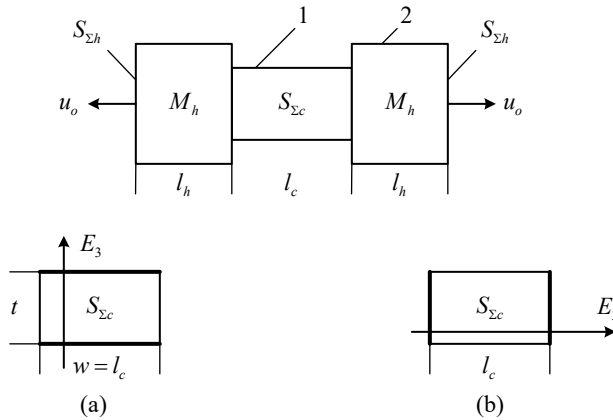 1 2
S_{Σh} S_{Σh}
u_o M_h S_{Σc} M_h u_o
l_h l_c l_h
E_3
t S_{Σc} S_{Σc} E
w = l_c l_c
(a) (b)